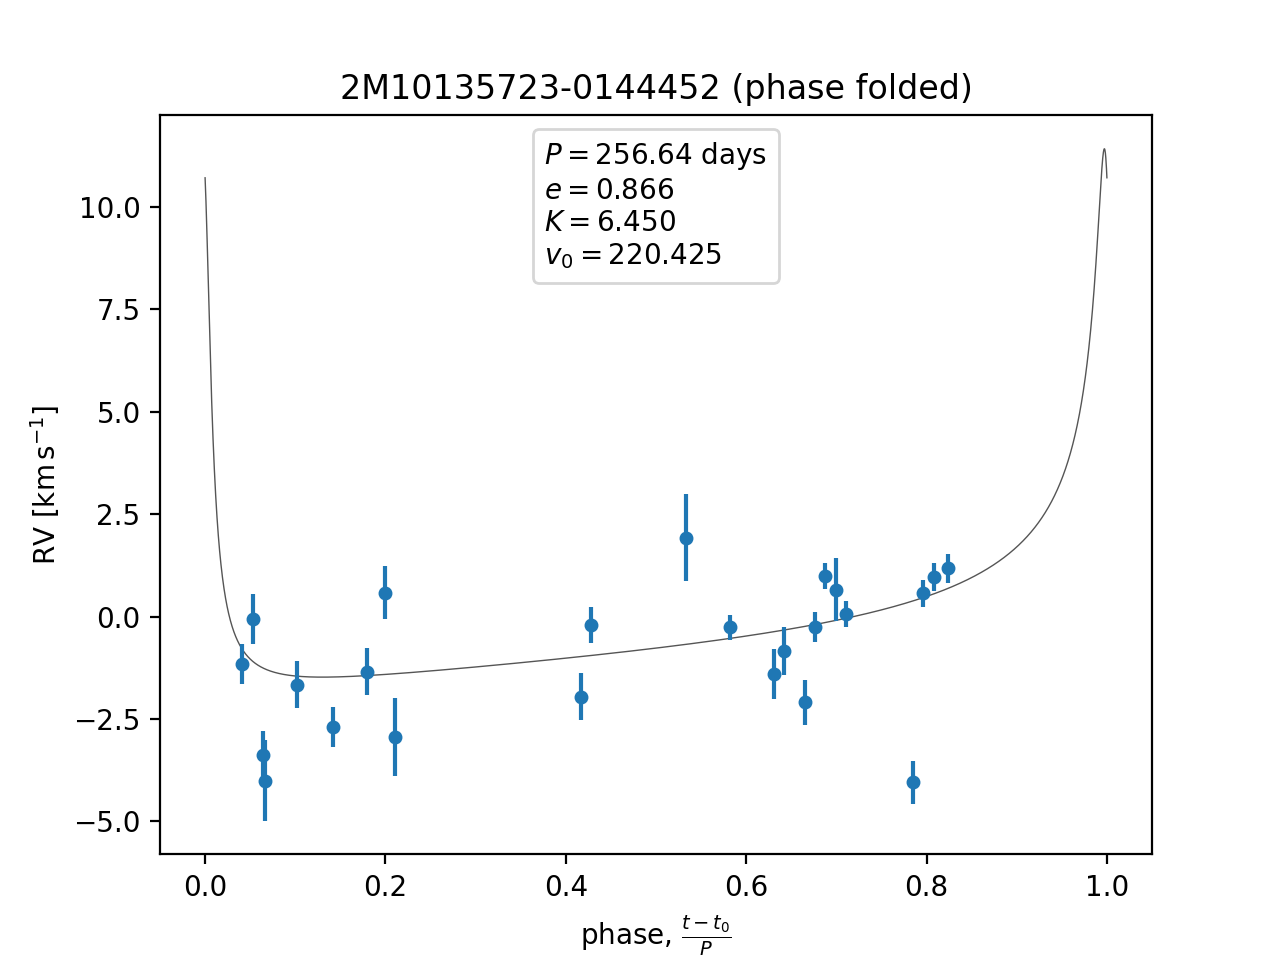 2M10135723-0144452 (phase folded)
P = 256.64 days
e = 0.866
K = 6.450
v₀ = 220.425
10.0
7.5
5.0
2.5
0.0
−2.5
−5.0
RV [km s⁻¹]
0.0 0.2 0.4 0.6 0.8 1.0
phase, (t − t₀)/P